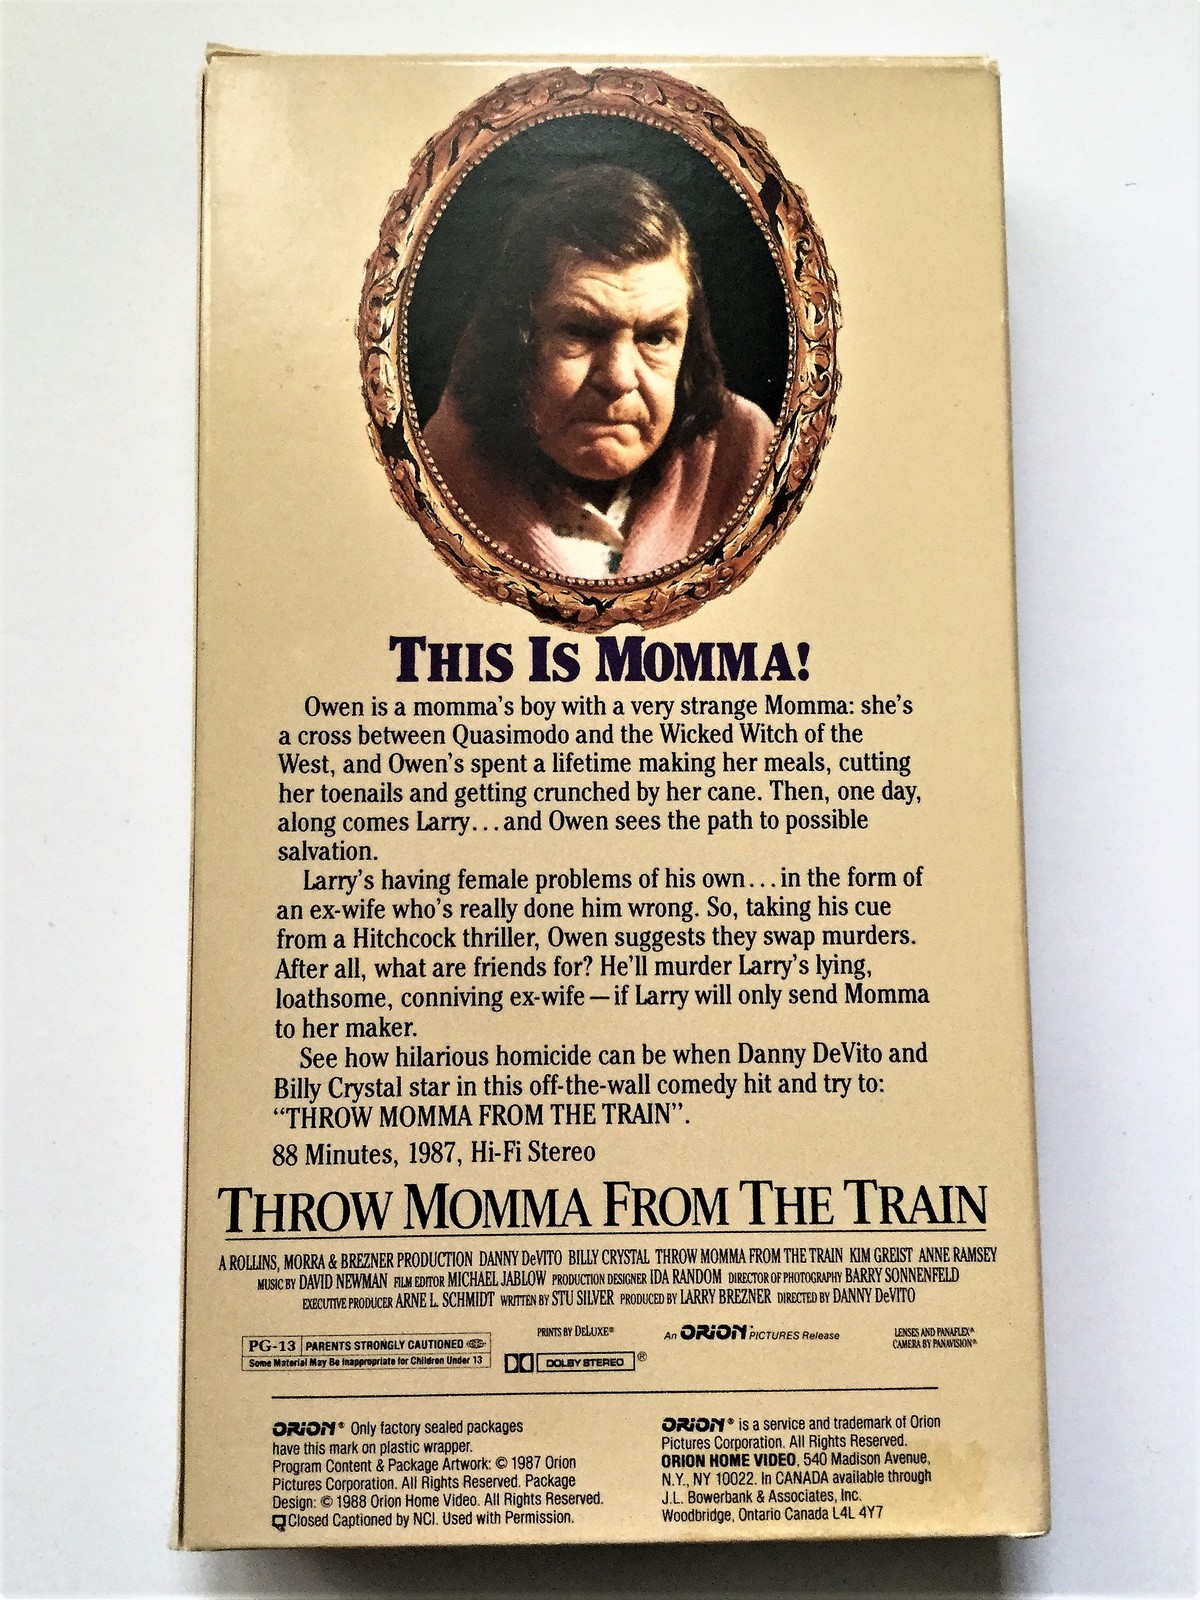 THIS IS MOMMA!
Owen is a momma's boy with a very strange Momma: she's
a cross between Quasimodo and the Wicked Witch of the
West, and Owen's spent a lifetime making her meals, cutting
her toenails and getting crunched by her cane. Then, one day,
along comes Larry...and Owen sees the path to possible
salvation.
Larry's having female problems of his own...in the form of
an ex-wife who's really done him wrong. So, taking his cue
from a Hitchcock thriller, Owen suggests they swap murders.
After all, what are friends for? He'll murder Larry's lying,
loathsome, conniving ex-wife—if Larry will only send Momma
to her maker.
See how hilarious homicide can be when Danny DeVito and
Billy Crystal star in this off-the-wall comedy hit and try to:
“THROW MOMMA FROM THE TRAIN”.
88 Minutes, 1987, Hi-Fi Stereo
THROW MOMMA FROM THE TRAIN
A ROLLINS, MORRA & BREZNER PRODUCTION DANNY DeVITO BILLY CRYSTAL THROW MOMMA FROM THE TRAIN KIM GREIST ANNE RAMSEY
MUSIC BY DAVID NEWMAN FILM EDITOR MICHAEL JABLOW PRODUCTION DESIGNER IDA RANDOM DIRECTOR OF PHOTOGRAPHY BARRY SONNENFELD
EXECUTIVE PRODUCER ARNE L. SCHMIDT WRITTEN BY STU SILVER PRODUCED BY LARRY BREZNER DIRECTED BY DANNY DeVITO
PG-13 PARENTS STRONGLY CAUTIONED
Some Material May Be Inappropriate for Children Under 13
PRINTS BY DELUXE®
DOLBY STEREO ®
An ORION PICTURES Release
LENSES AND PANAFLEX®
CAMERA BY PANAVISION®
ORION® Only factory sealed packages
have this mark on plastic wrapper.
Program Content & Package Artwork: © 1987 Orion
Pictures Corporation. All Rights Reserved. Package
Design: © 1988 Orion Home Video. All Rights Reserved.
Closed Captioned by NCI. Used with Permission.
ORION® is a service and trademark of Orion
Pictures Corporation. All Rights Reserved.
ORION HOME VIDEO, 540 Madison Avenue,
N.Y., NY 10022. In CANADA available through
J.L. Bowerbank & Associates, Inc.
Woodbridge, Ontario Canada L4L 4Y7